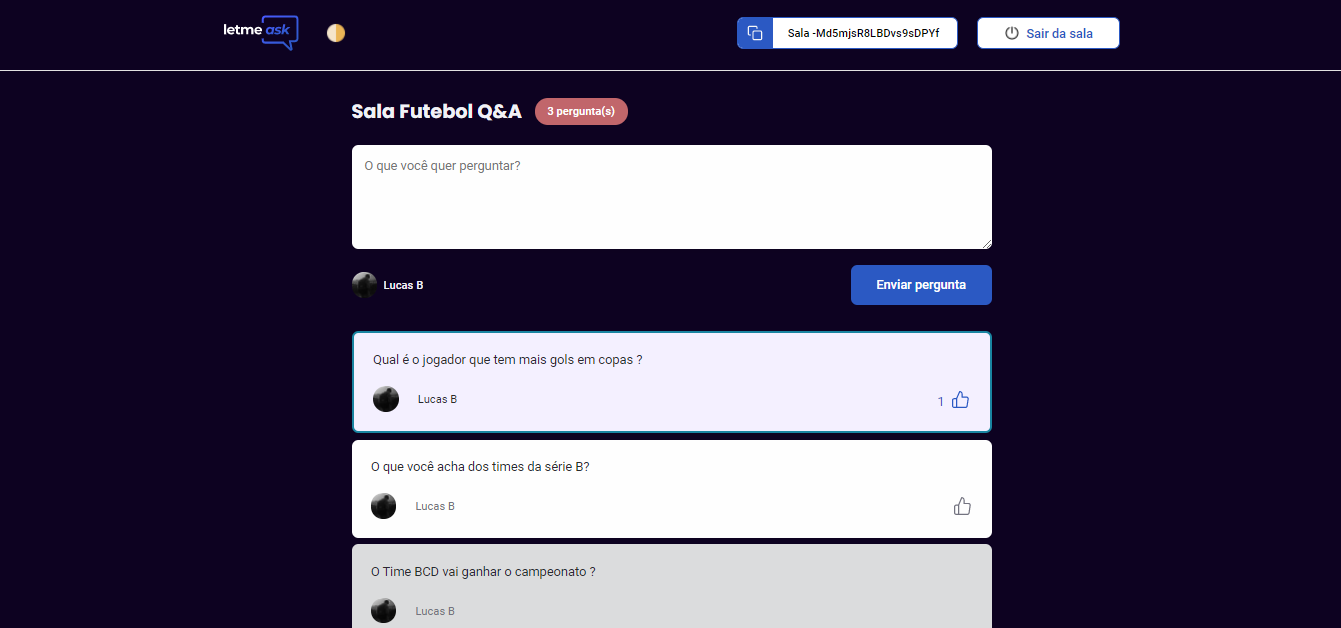 letme ask
Sala -Md5mjsR8LBDvs9sDPYf
Sair da sala
Sala Futebol Q&A
3 pergunta(s)
O que você quer perguntar?
Lucas B
Enviar pergunta
Qual é o jogador que tem mais gols em copas ?
Lucas B
1
O que você acha dos times da série B?
Lucas B
O Time BCD vai ganhar o campeonato ?
Lucas B